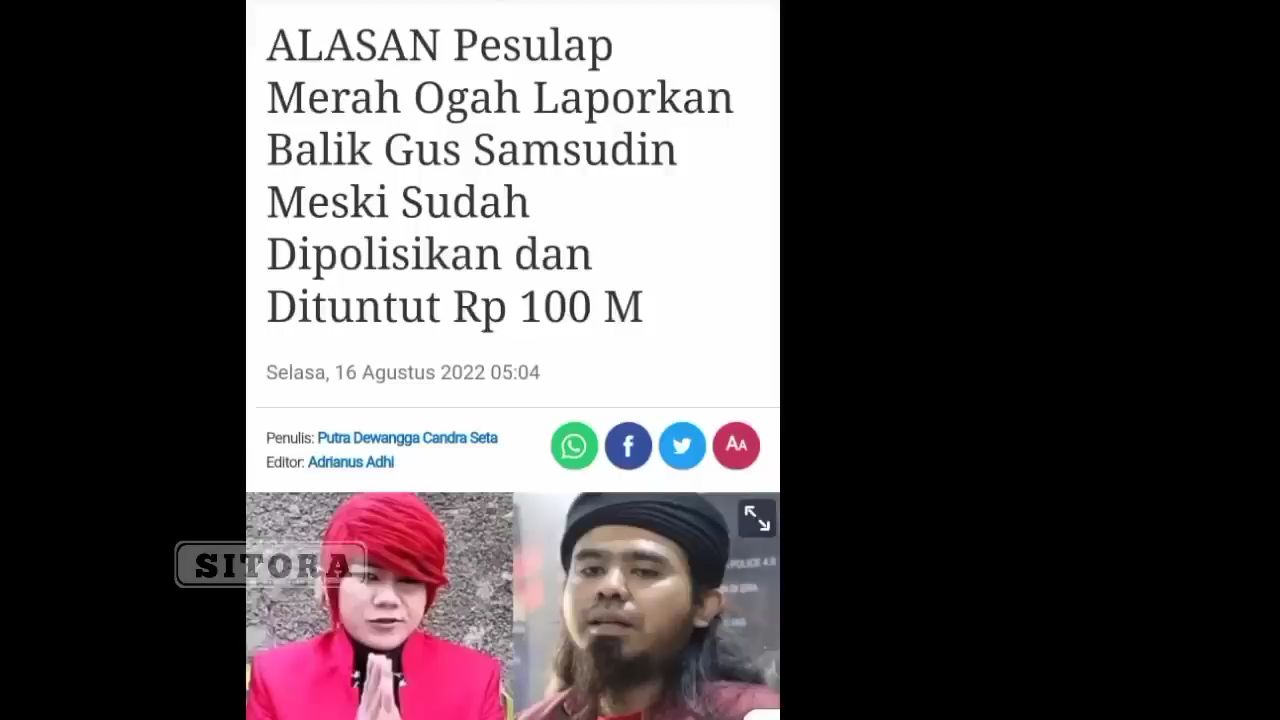 ALASAN Pesulap
Merah Ogah Laporkan
Balik Gus Samsudin
Meski Sudah
Dipolisikan dan
Dituntut Rp 100 M
Selasa, 16 Agustus 2022 05:04
Penulis: Putra Dewangga Candra Seta
Editor: Adrianus Adhi
f
AA
SITORA